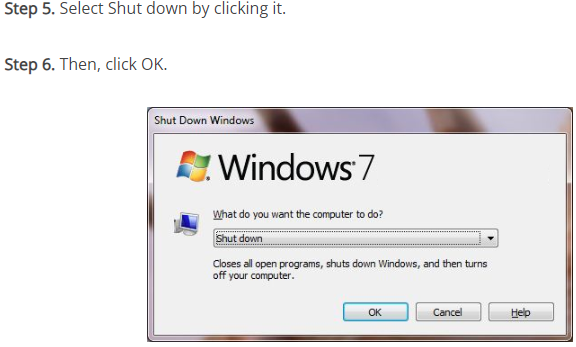 Step 5. Select Shut down by clicking it.
Step 6. Then, click OK.
Shut Down Windows
Windows 7
What do you want the computer to do?
Shut down
Closes all open programs, shuts down Windows, and then turns
off your computer.
OK Cancel Help